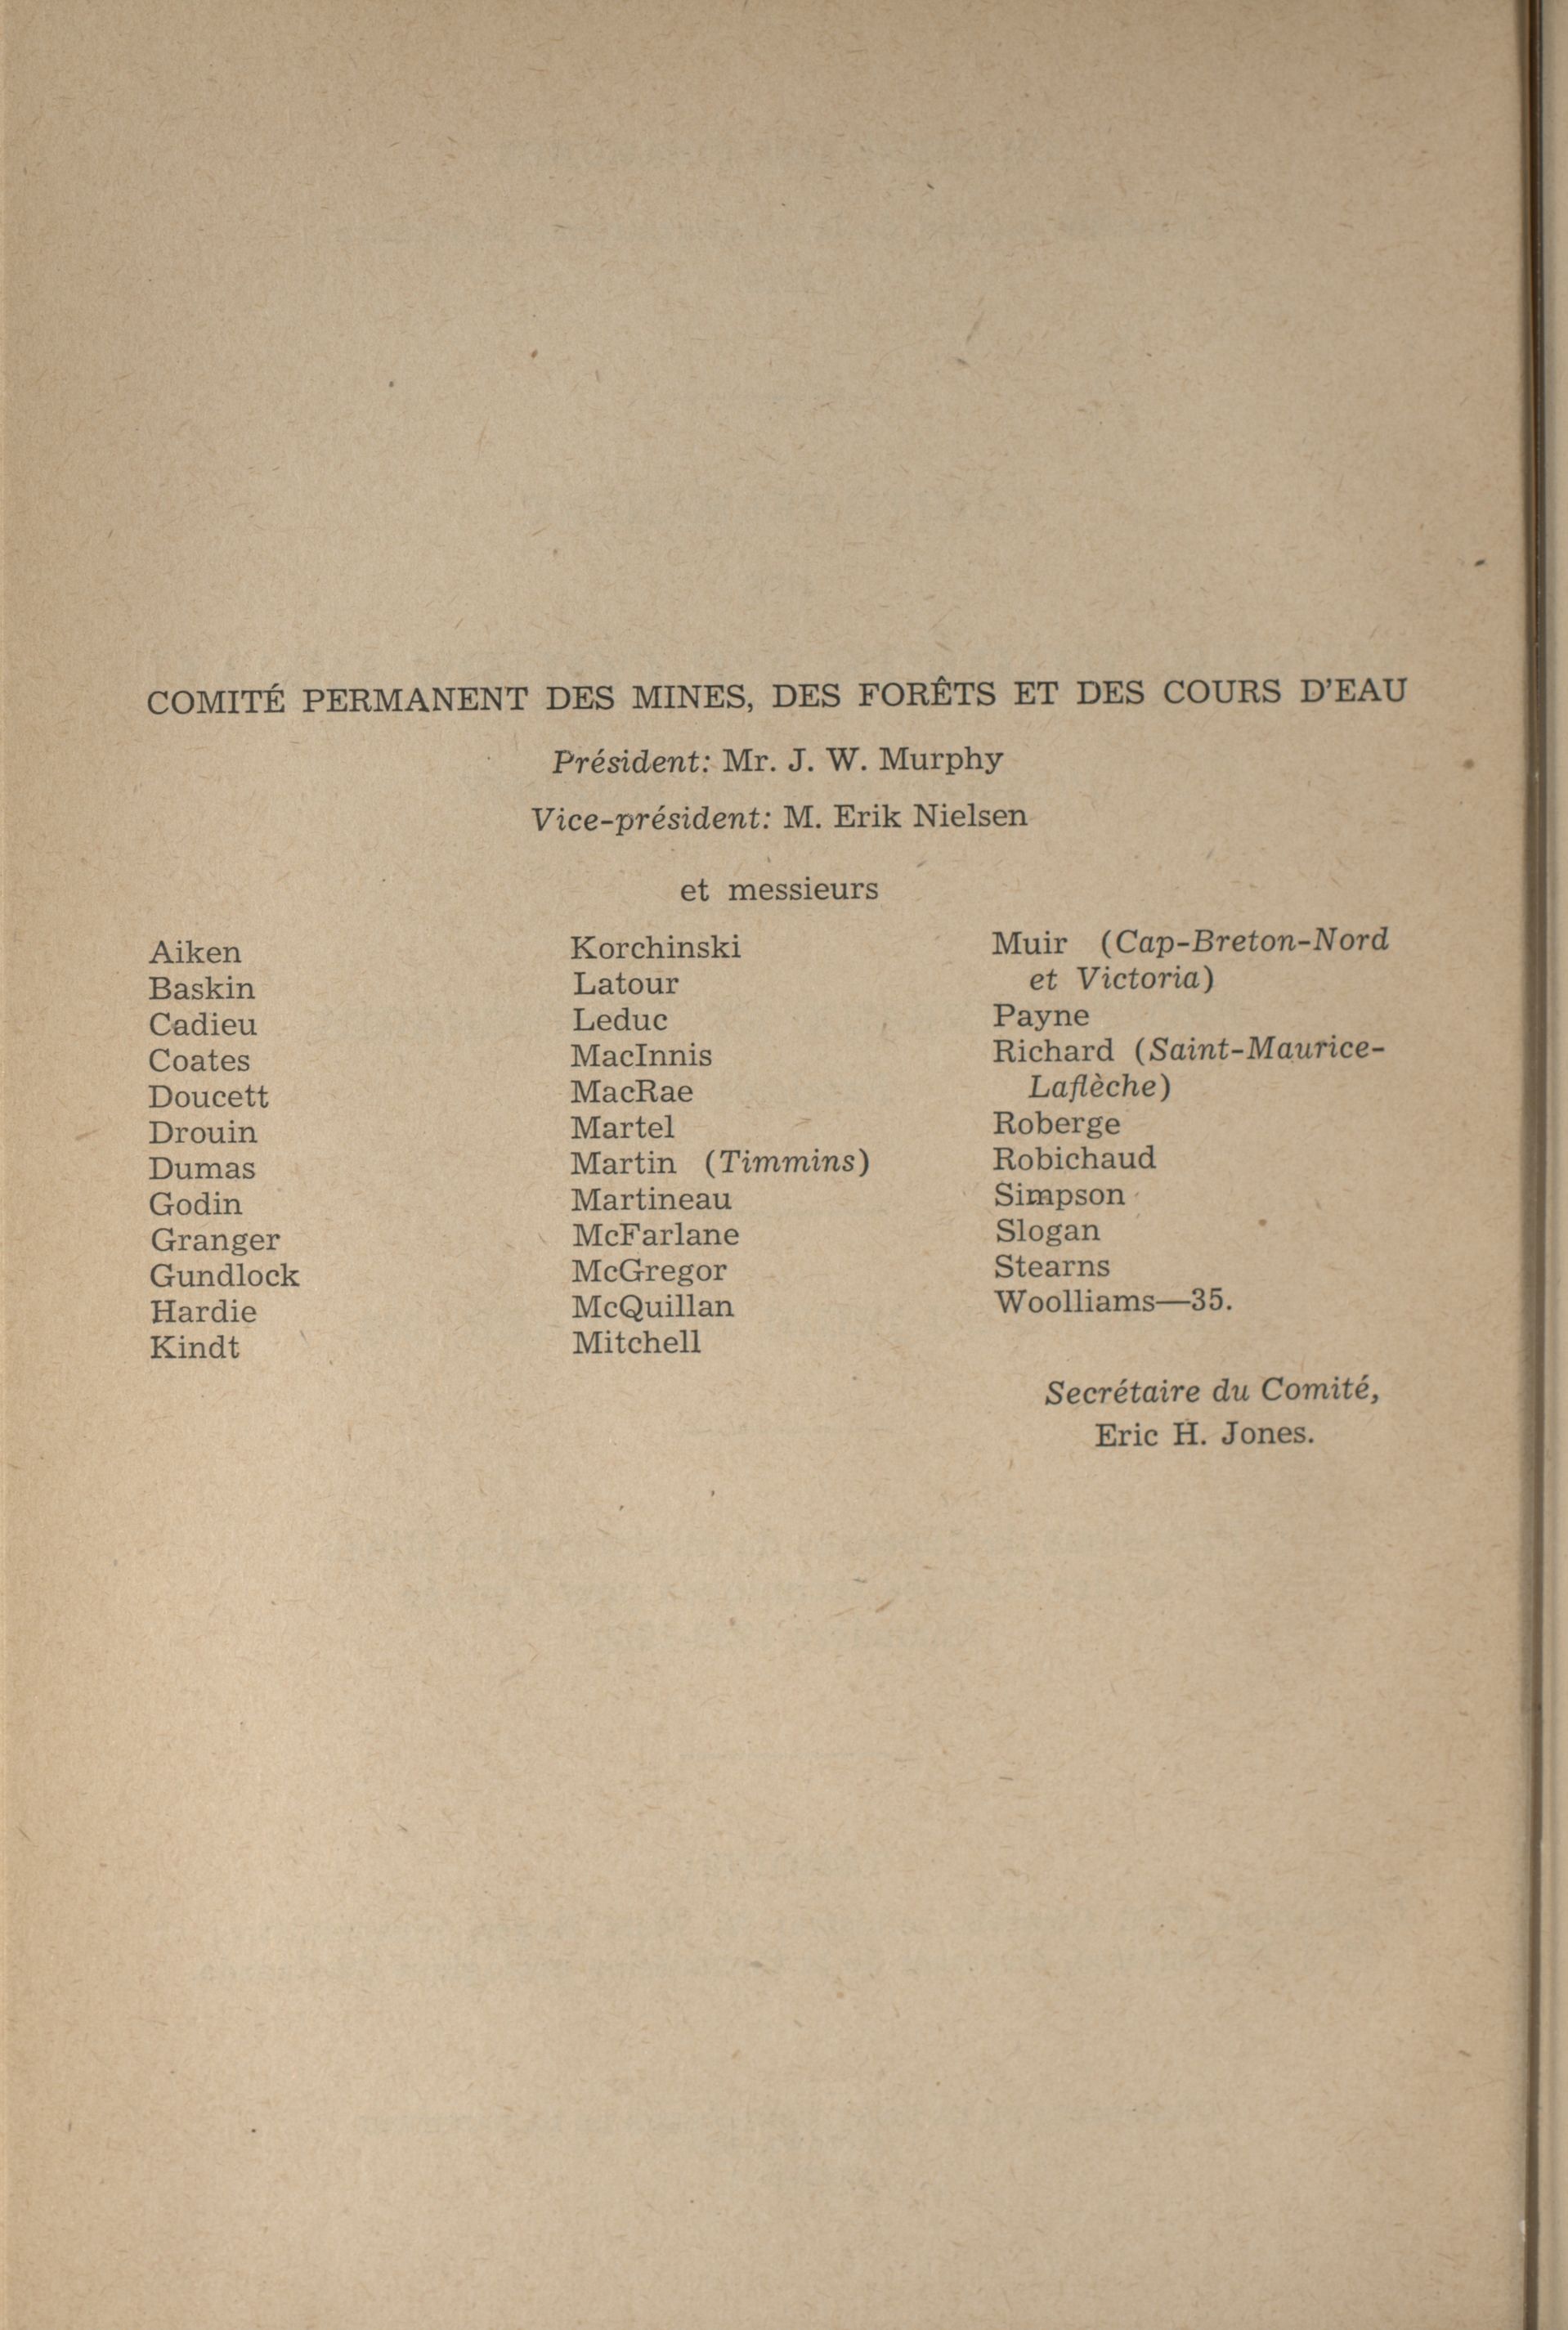 COMITÉ PERMANENT DES MINES, DES FORÊTS ET DES COURS D'EAU
Président: Mr. J. W. Murphy
Vice-président: M. Erik Nielsen
et messieurs
Aiken
Baskin
Cadieu
Coates
Doucett
Drouin
Dumas
Godin
Granger
Gundlock
Hardie
Kindt
Korchinski
Latour
Leduc
MacInnis
MacRae
Martel
Martin (Timmins)
Martineau
McFarlane
McGregor
McQuillan
Mitchell
Muir (Cap-Breton-Nord
et Victoria)
Payne
Richard (Saint-Maurice-
Laflèche)
Roberge
Robichaud
Simpson
Slogan
Stearns
Woolliams—35.
Secrétaire du Comité,
Eric H. Jones.